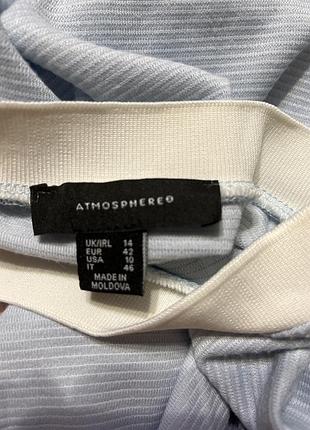 ATMOSPHERE®
UK/IRL 14
EUR 42
USA 10
IT 46
MADE IN
MOLDOVA